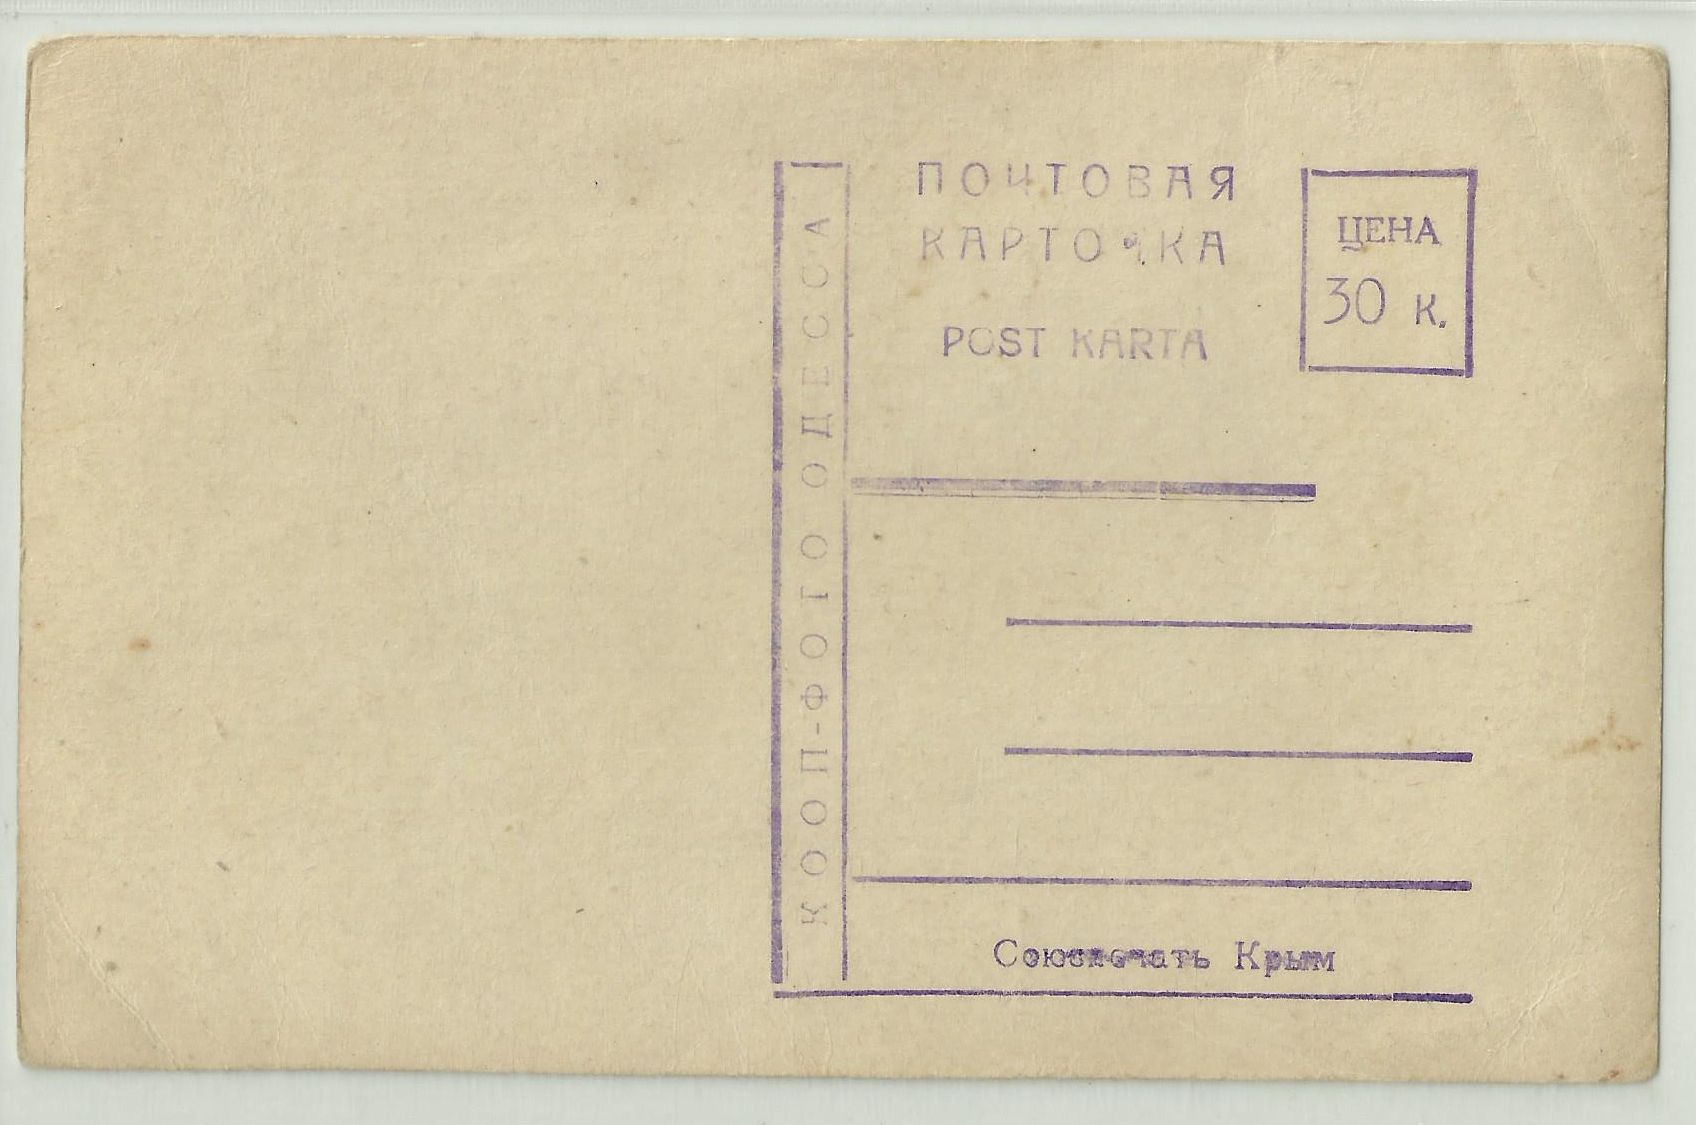 ПОЧТОВАЯ
КАРТОЧКА
POST KARTA
ЦЕНА
30 к.
КООП-ФОТО ОДЕССА
Союзпечать Крым